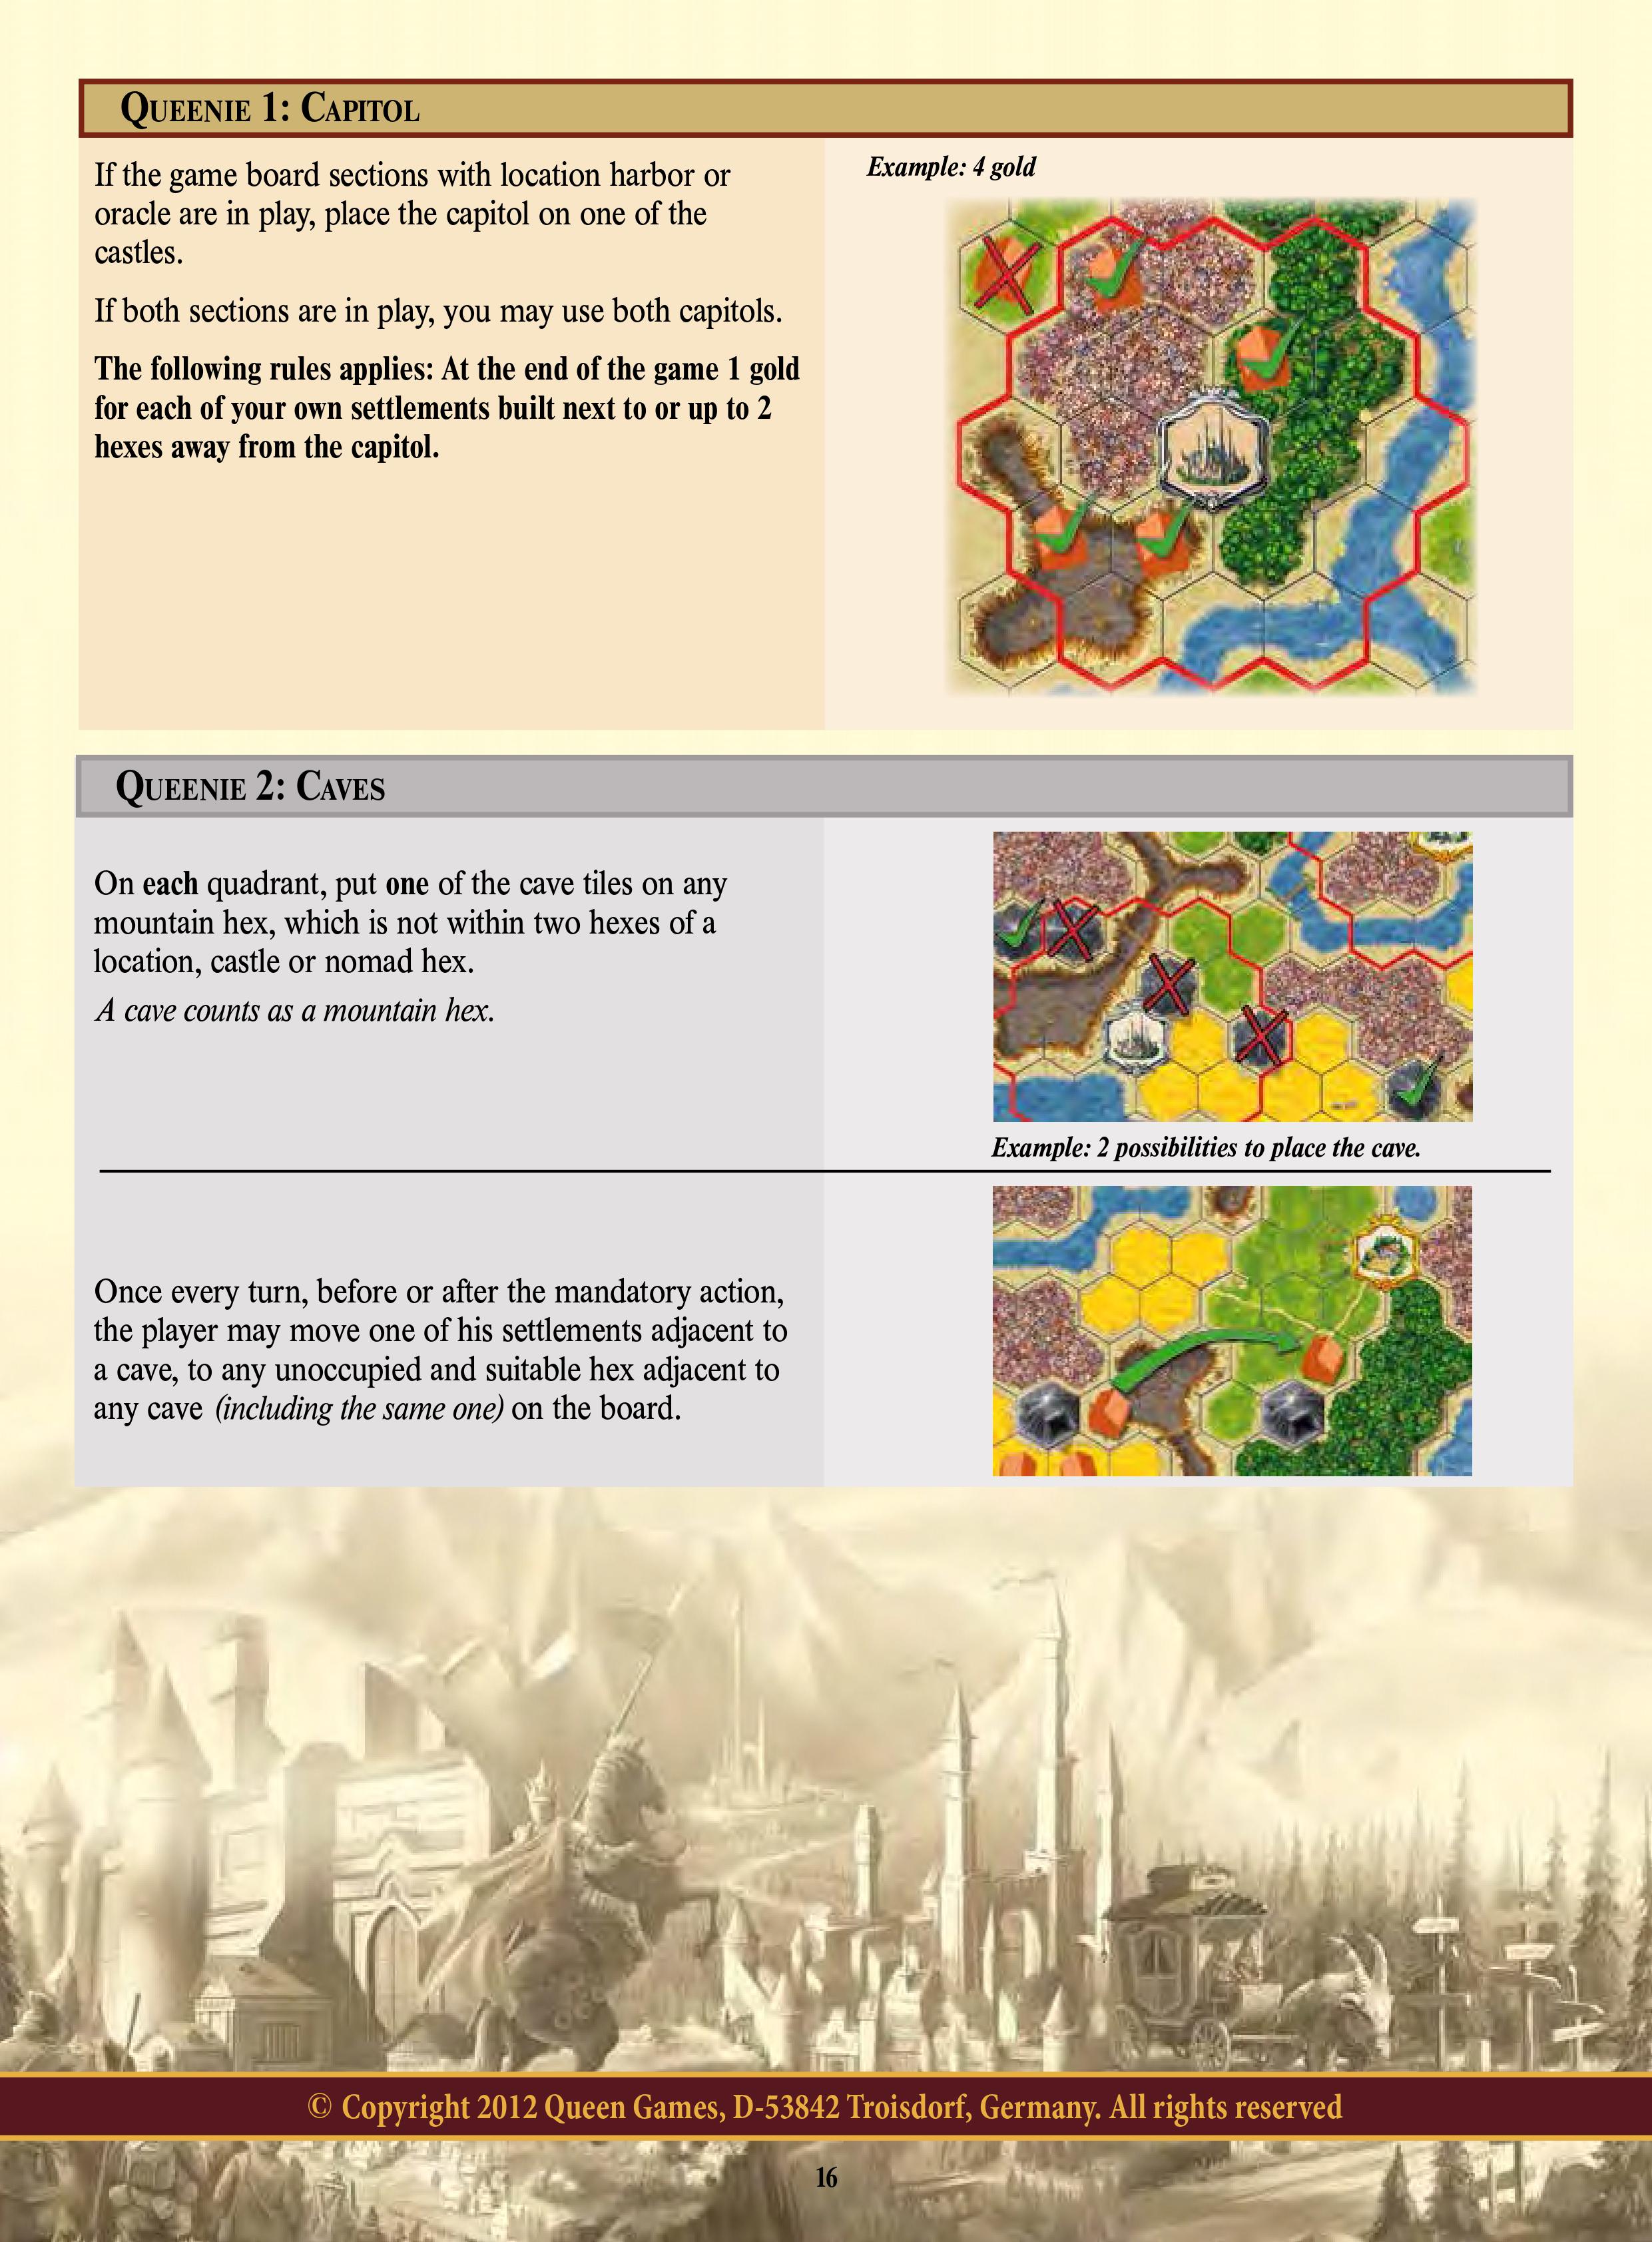 QUEENIE 1: CAPITOL
If the game board sections with location harbor or
oracle are in play, place the capitol on one of the
castles.
If both sections are in play, you may use both capitols.
The following rules applies: At the end of the game 1 gold
for each of your own settlements built next to or up to 2
hexes away from the capitol.
Example: 4 gold
QUEENIE 2: CAVES
On each quadrant, put one of the cave tiles on any
mountain hex, which is not within two hexes of a
location, castle or nomad hex.
A cave counts as a mountain hex.
Example: 2 possibilities to place the cave.
Once every turn, before or after the mandatory action,
the player may move one of his settlements adjacent to
a cave, to any unoccupied and suitable hex adjacent to
any cave (including the same one) on the board.
© Copyright 2012 Queen Games, D-53842 Troisdorf, Germany. All rights reserved
16